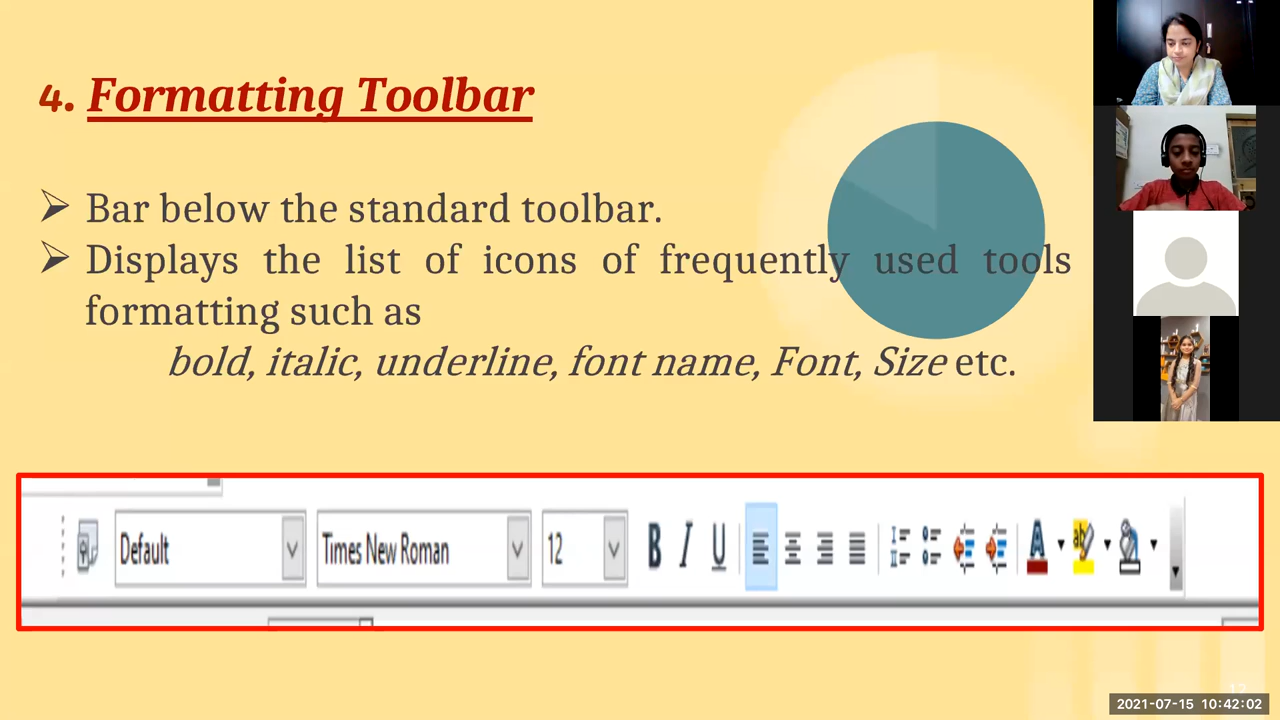 4. Formatting Toolbar
Bar below the standard toolbar.
Displays the list of icons of frequently used tools
formatting such as
bold, italic, underline, font name, Font, Size etc.
Default Times New Roman 12 B I U A ab
2021-07-15 10:42:02